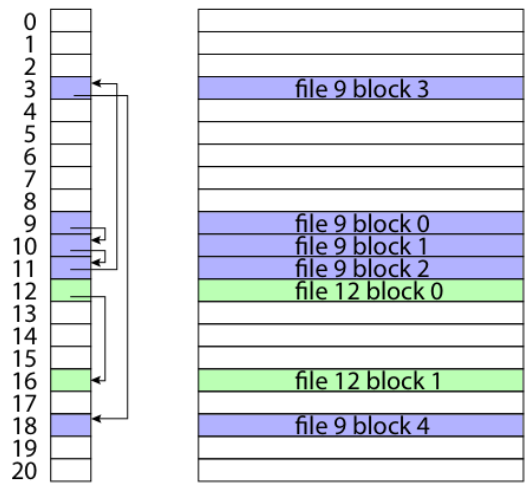 0
1
2
3 file 9 block 3
4
5
6
7
8
9 file 9 block 0
10 file 9 block 1
11 file 9 block 2
12 file 12 block 0
13
14
15
16 file 12 block 1
17
18 file 9 block 4
19
20